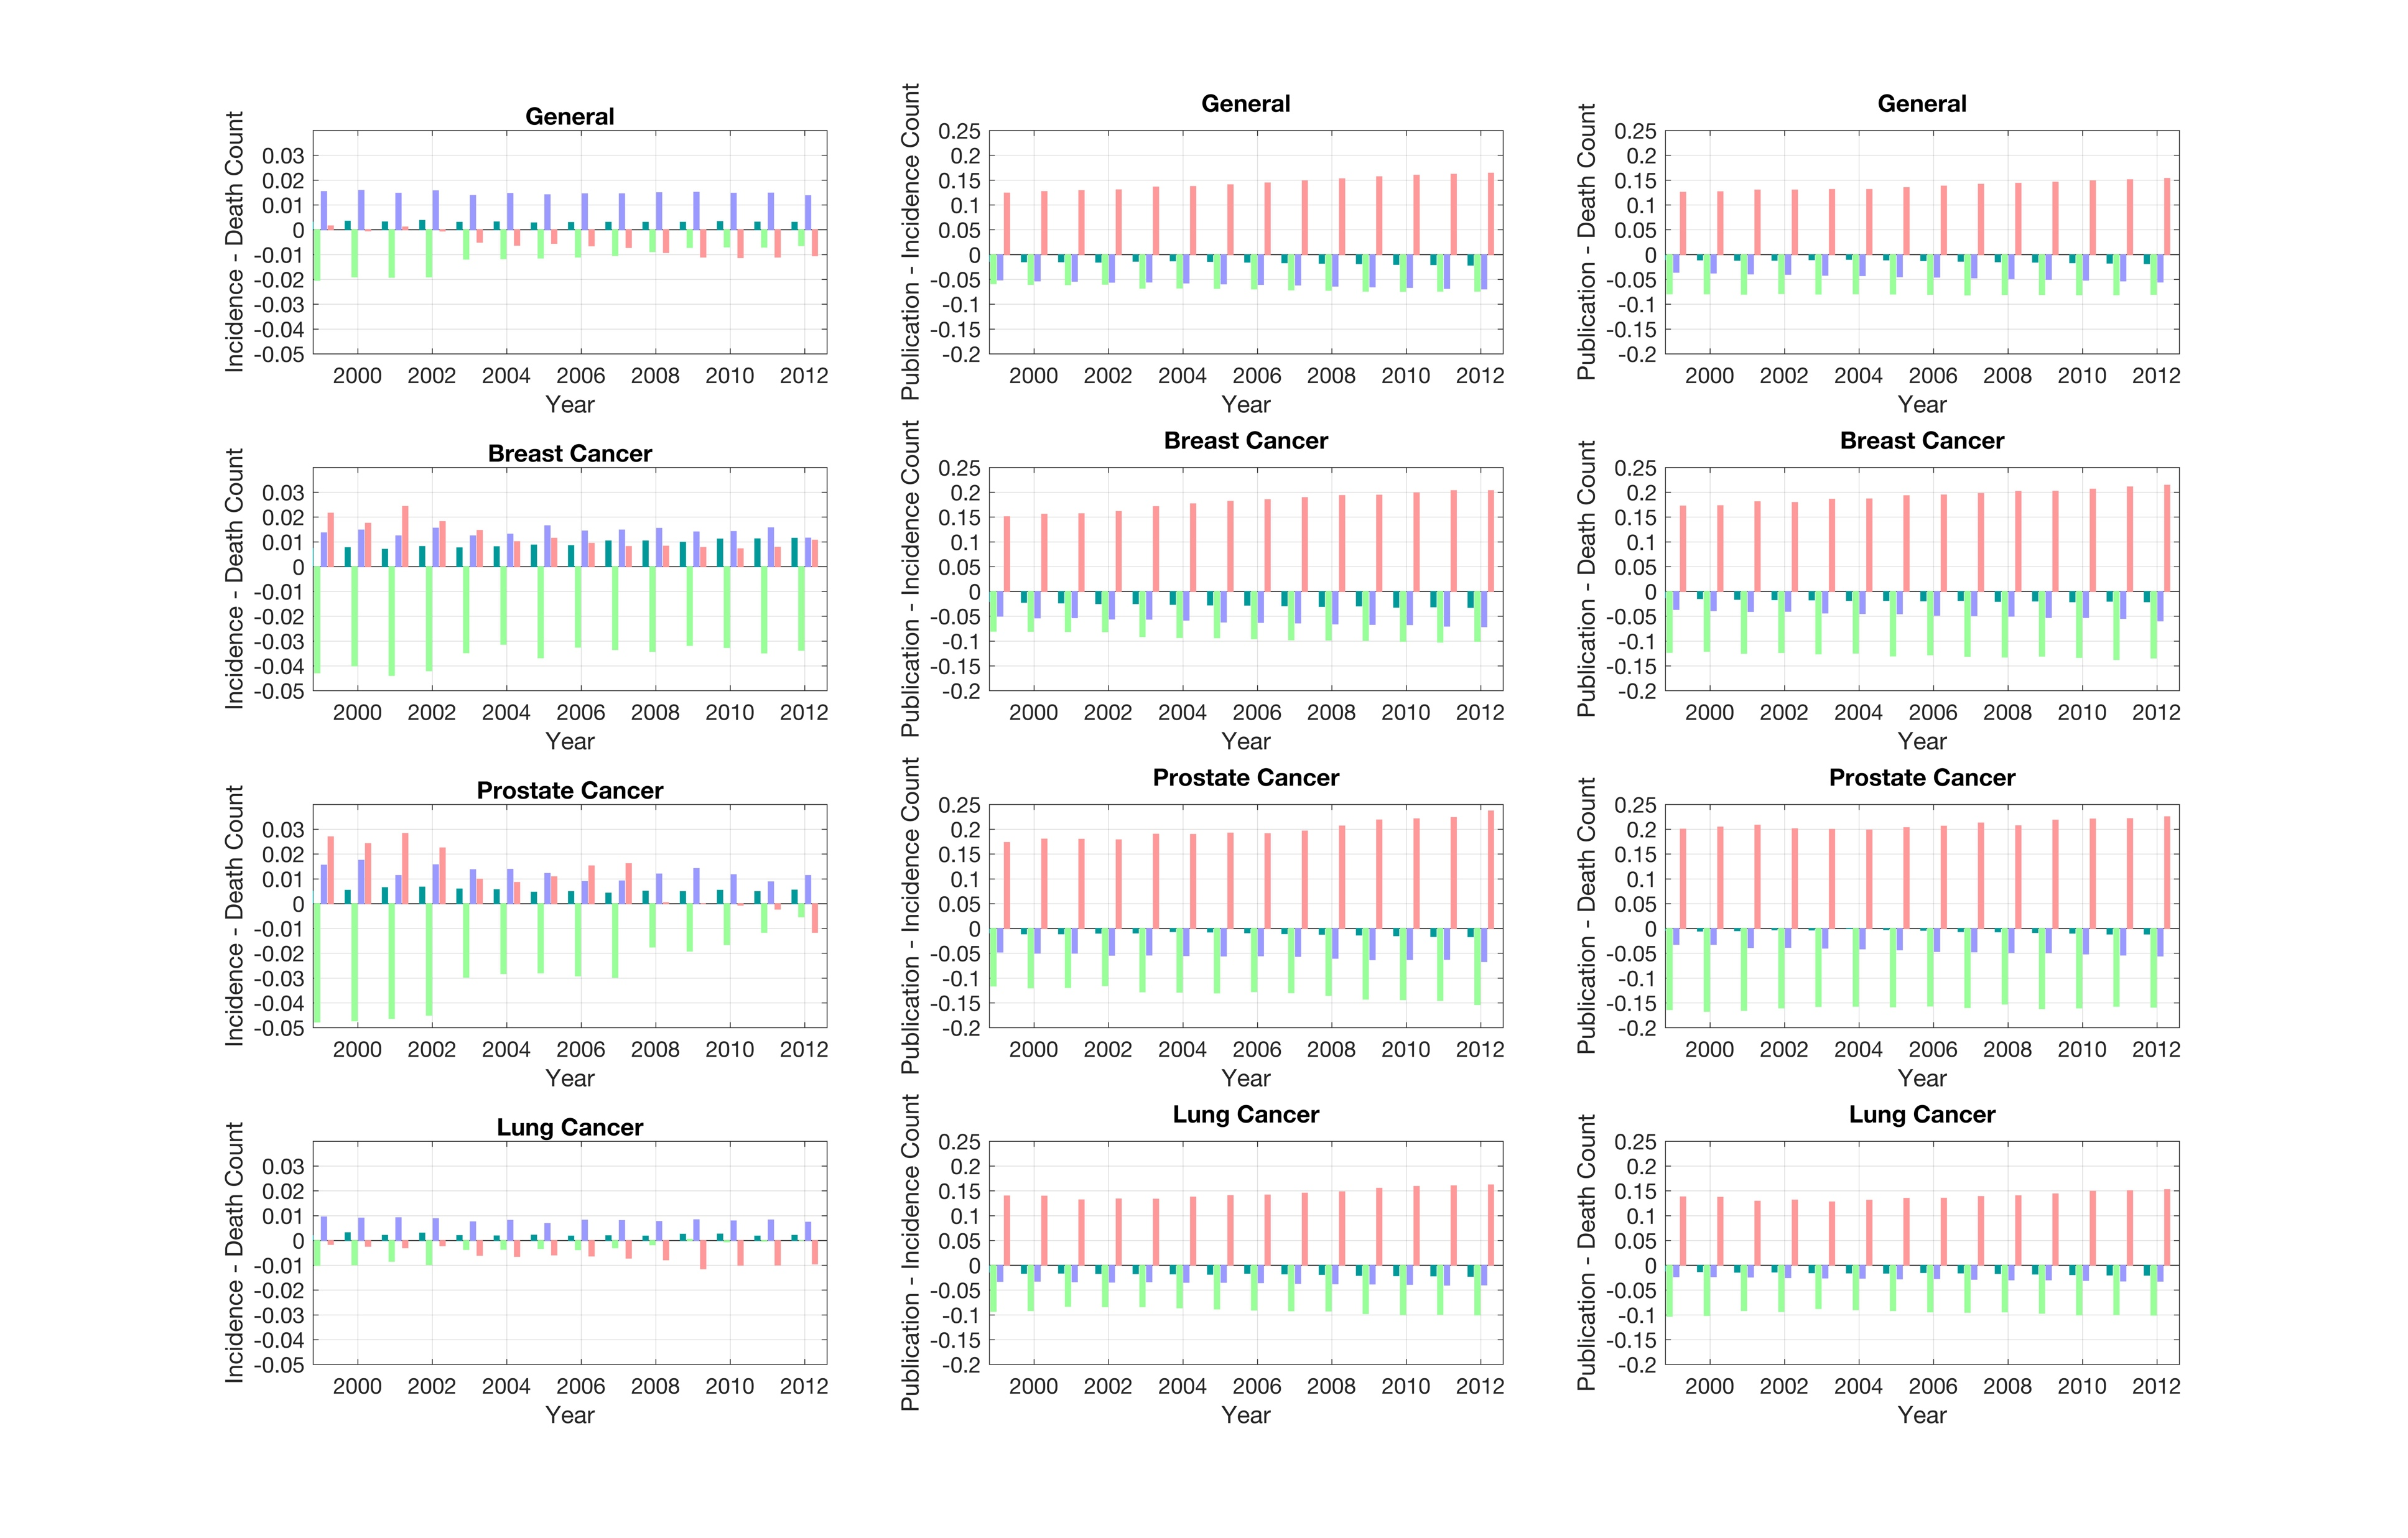 General
Incidence - Death Count
0.03
0.02
0.01
0
-0.01
-0.02
-0.03
-0.04
-0.05
2000 2002 2004 2006 2008 2010 2012
Year
General
Publication - Incidence Count
0.25
0.2
0.15
0.1
0.05
0
-0.05
-0.1
-0.15
-0.2
2000 2002 2004 2006 2008 2010 2012
Year
General
Publication - Death Count
0.25
0.2
0.15
0.1
0.05
0
-0.05
-0.1
-0.15
-0.2
2000 2002 2004 2006 2008 2010 2012
Year
Breast Cancer
Incidence - Death Count
0.03
0.02
0.01
0
-0.01
-0.02
-0.03
-0.04
-0.05
2000 2002 2004 2006 2008 2010 2012
Year
Breast Cancer
Publication - Incidence Count
0.25
0.2
0.15
0.1
0.05
0
-0.05
-0.1
-0.15
-0.2
2000 2002 2004 2006 2008 2010 2012
Year
Breast Cancer
Publication - Death Count
0.25
0.2
0.15
0.1
0.05
0
-0.05
-0.1
-0.15
-0.2
2000 2002 2004 2006 2008 2010 2012
Year
Prostate Cancer
Incidence - Death Count
0.03
0.02
0.01
0
-0.01
-0.02
-0.03
-0.04
-0.05
2000 2002 2004 2006 2008 2010 2012
Year
Prostate Cancer
Publication - Incidence Count
0.25
0.2
0.15
0.1
0.05
0
-0.05
-0.1
-0.15
-0.2
2000 2002 2004 2006 2008 2010 2012
Year
Prostate Cancer
Publication - Death Count
0.25
0.2
0.15
0.1
0.05
0
-0.05
-0.1
-0.15
-0.2
2000 2002 2004 2006 2008 2010 2012
Year
Lung Cancer
Incidence - Death Count
0.03
0.02
0.01
0
-0.01
-0.02
-0.03
-0.04
-0.05
2000 2002 2004 2006 2008 2010 2012
Year
Lung Cancer
Publication - Incidence Count
0.25
0.2
0.15
0.1
0.05
0
-0.05
-0.1
-0.15
-0.2
2000 2002 2004 2006 2008 2010 2012
Year
Lung Cancer
Publication - Death Count
0.25
0.2
0.15
0.1
0.05
0
-0.05
-0.1
-0.15
-0.2
2000 2002 2004 2006 2008 2010 2012
Year